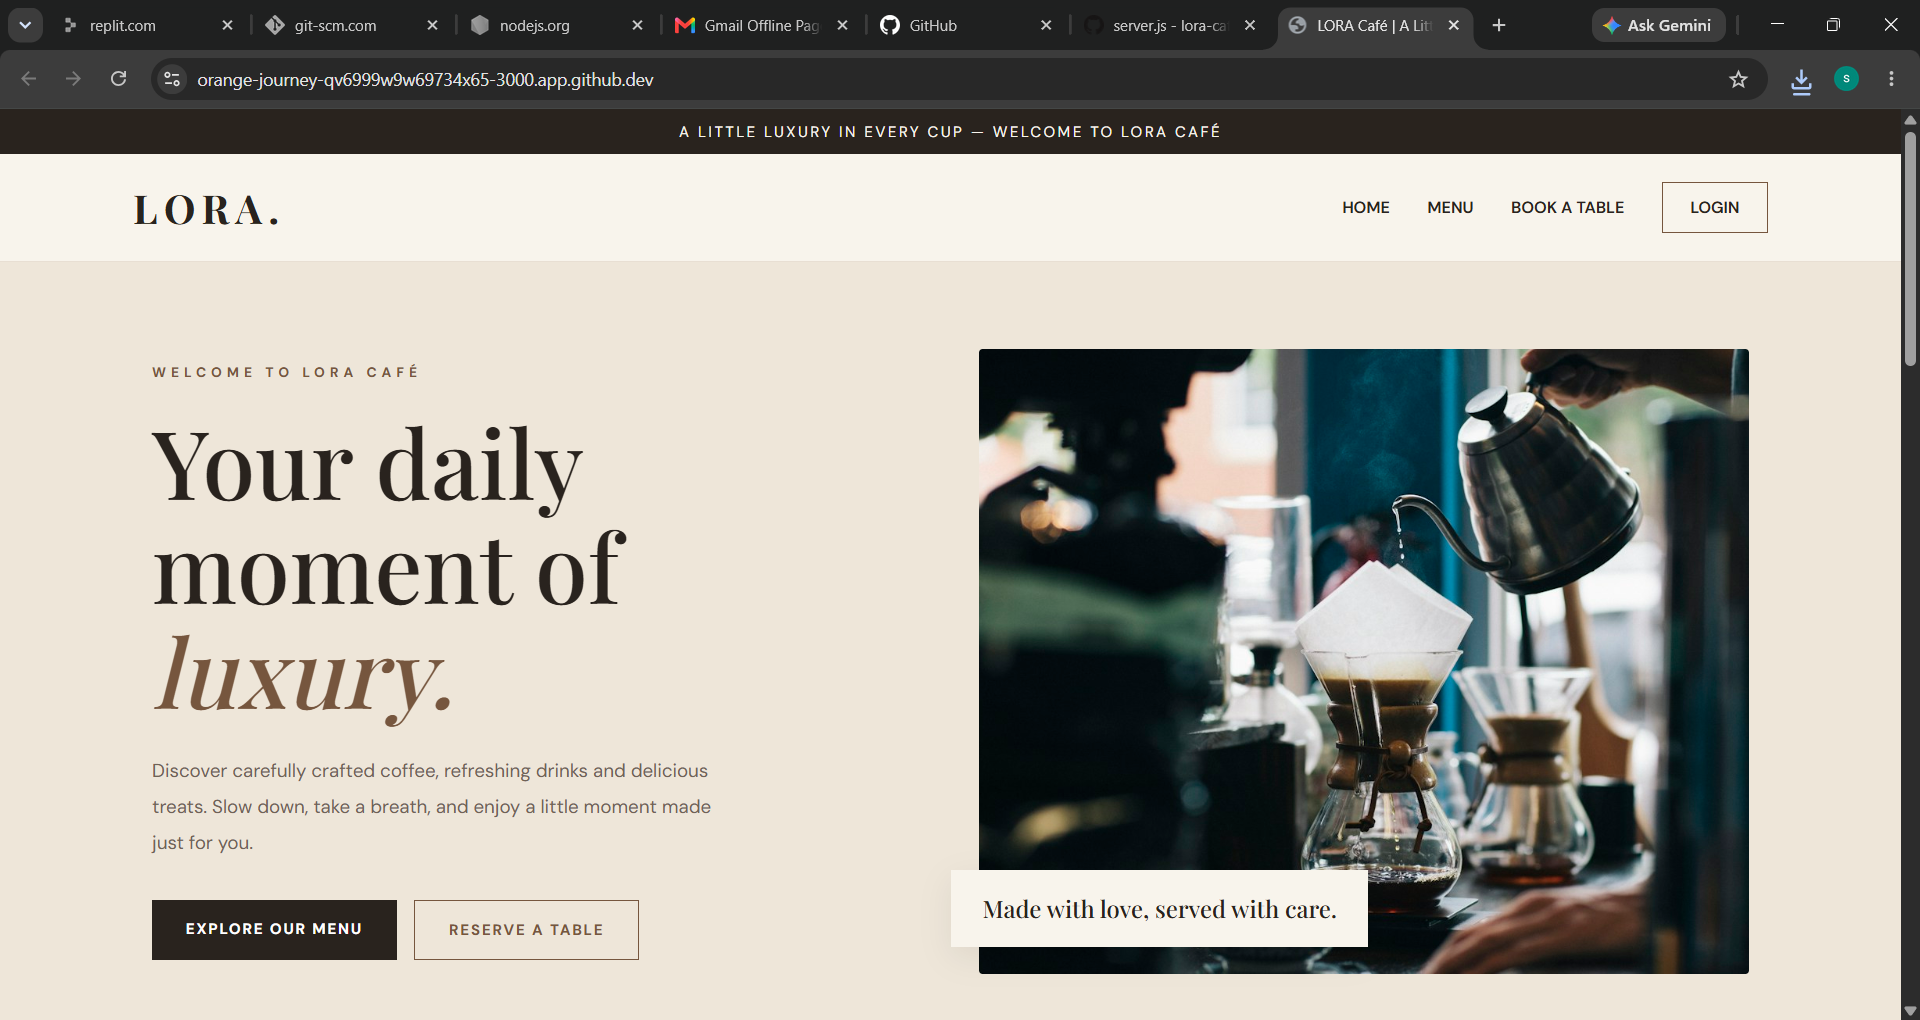 replit.com
git-scm.com
nodejs.org
Gmail Offline Pag
GitHub
server.js - lora-ca
LORA Café | A Lit
Ask Gemini
orange-journey-qv6999w9w69734x65-3000.app.github.dev
S
A LITTLE LUXURY IN EVERY CUP — WELCOME TO LORA CAFÉ
LORA.
HOME
MENU
BOOK A TABLE
LOGIN
WELCOME TO LORA CAFÉ
Your daily
moment of
luxury.
Discover carefully crafted coffee, refreshing drinks and delicious
treats. Slow down, take a breath, and enjoy a little moment made
just for you.
EXPLORE OUR MENU
RESERVE A TABLE
Made with love, served with care.